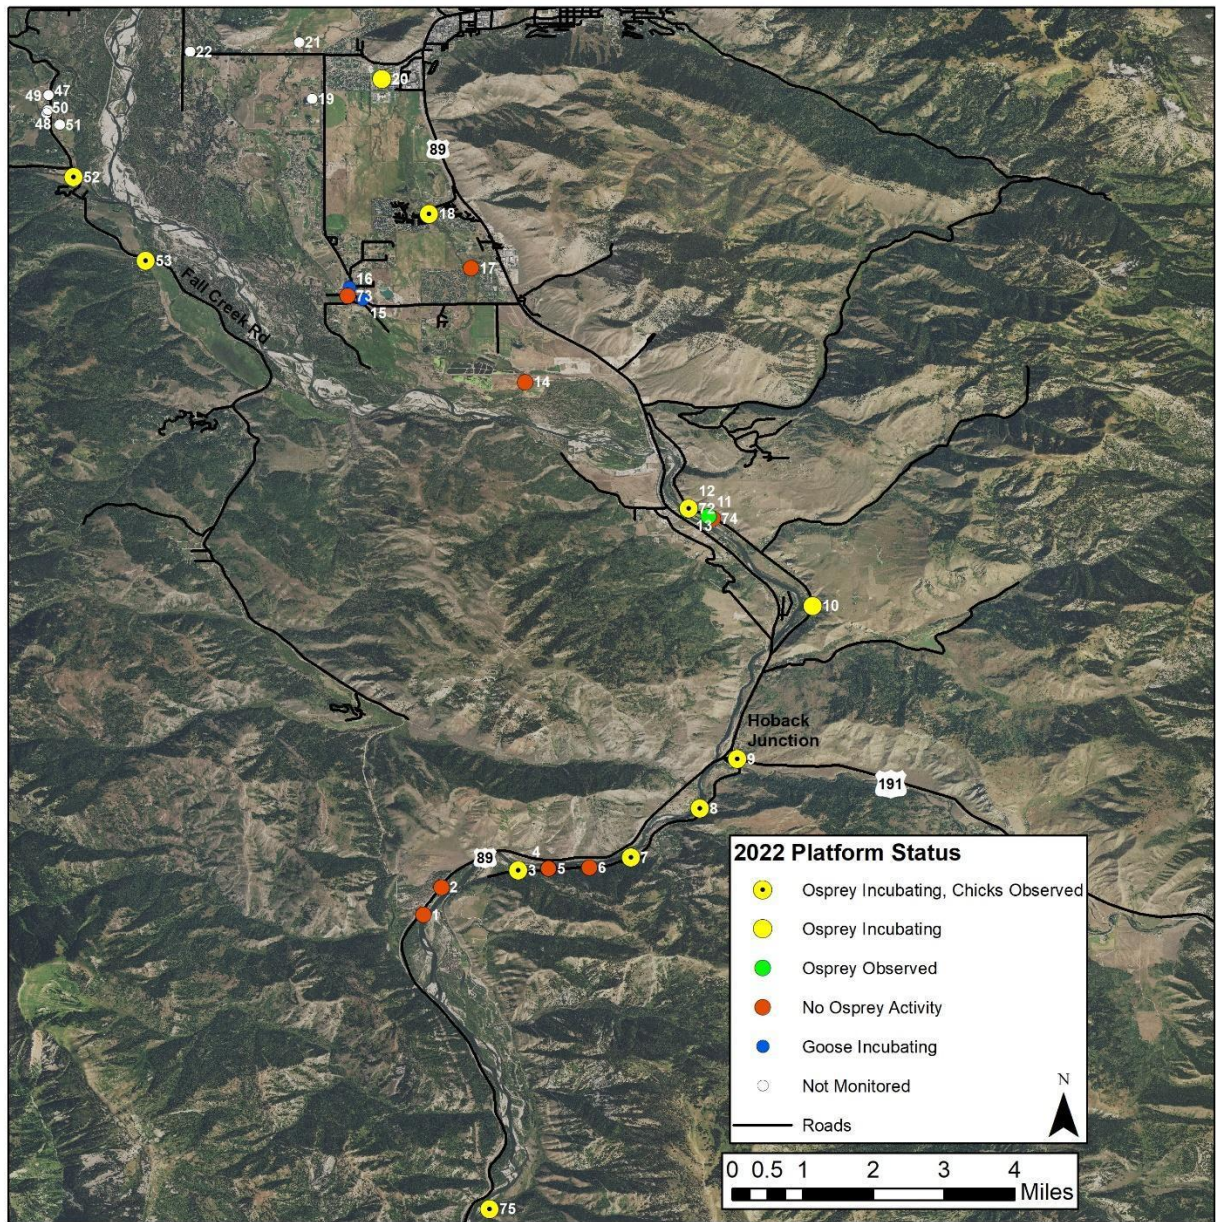 21
22
20
47
49
19
50
48
51
89
52
18
53
17
16
Fall Creek Rd
73
15
14
12
11
72
74
13
10
Hoback
Junction
9
191
8
4
89
7
3
5
6
2
1
75
2022 Platform Status
Osprey Incubating, Chicks Observed
Osprey Incubating
Osprey Observed
No Osprey Activity
Goose Incubating
Not Monitored
N
Roads
0 0.5 1 2 3 4
Miles